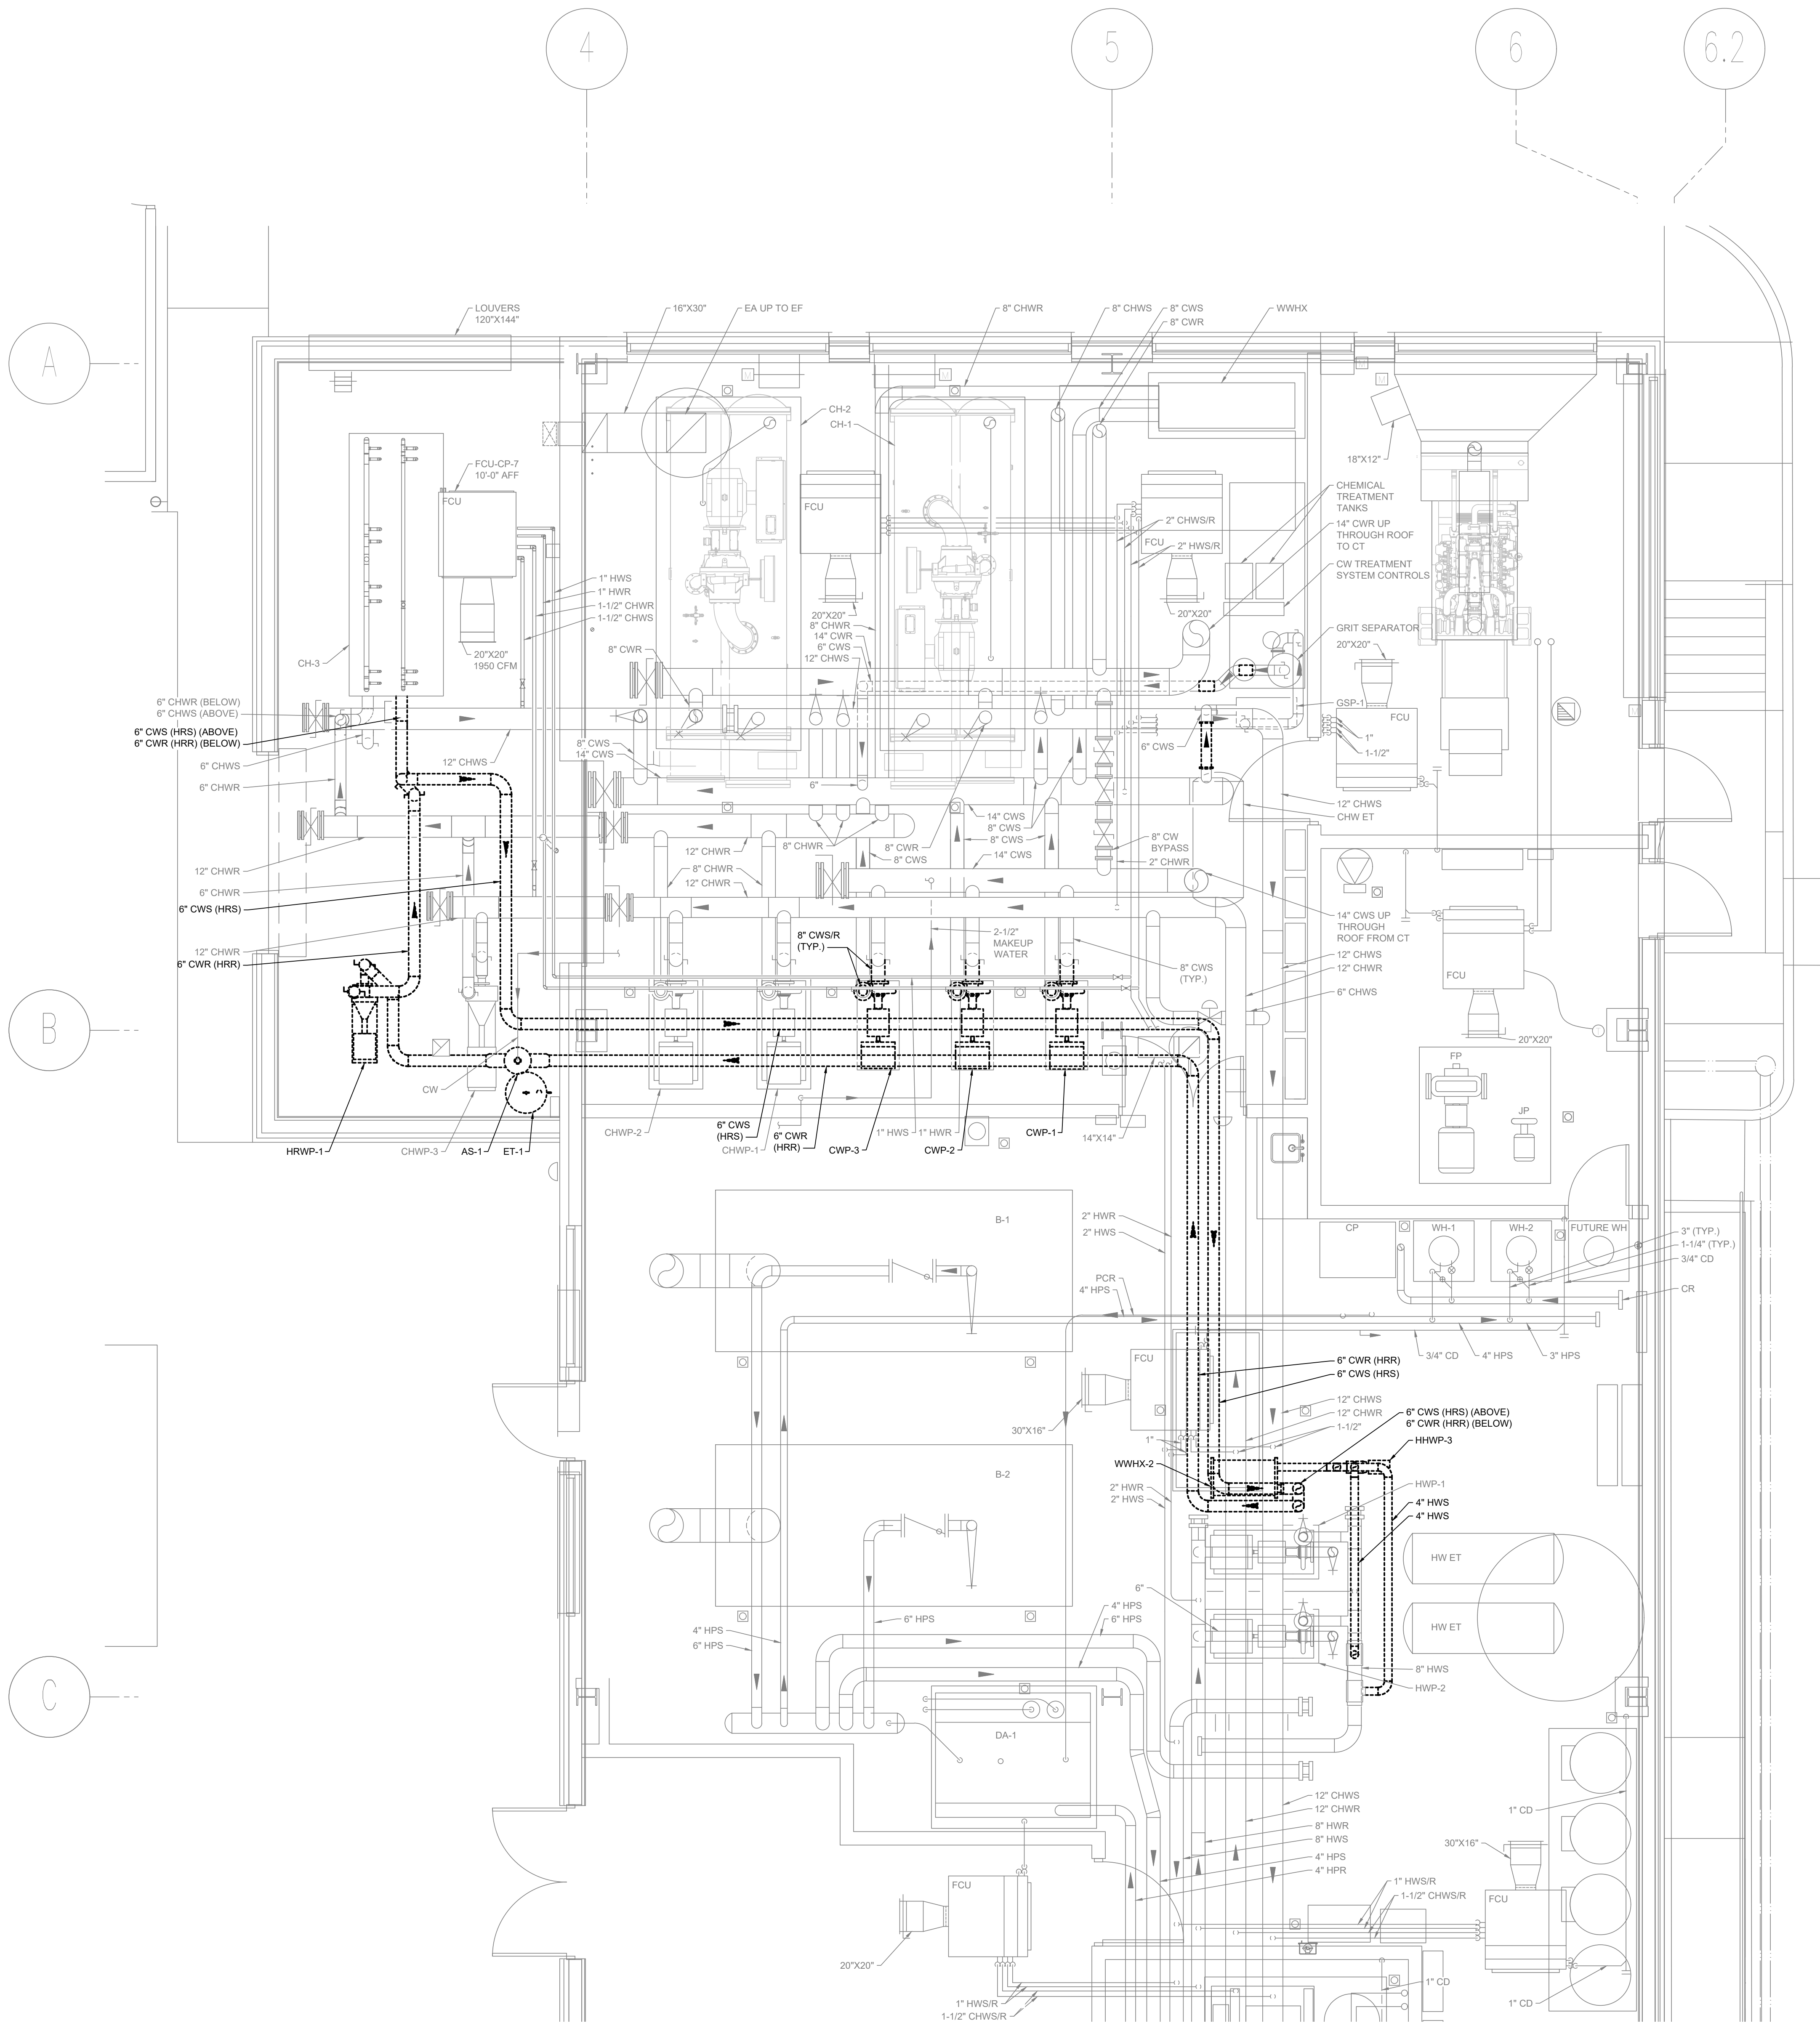 4
5
6
6.2
A
B
C
LOUVERS
120"X144"
16"X30"
EA UP TO EF
8" CHWR
8" CHWS
8" CWS
8" CWR
WWHX
CH-2
CH-1
M
M
M
M
18"X12"
FCU-CP-7
10'-0" AFF
FCU
FCU
FCU
CHEMICAL
TREATMENT
TANKS
14" CWR UP
THROUGH ROOF
TO CT
CW TREATMENT
SYSTEM CONTROLS
2" CHWS/R
2" HWS/R
1" HWS
1" HWR
1-1/2" CHWR
1-1/2" CHWS
20"X20"
20"X20"
8" CHWR
14" CWR
6" CWS
12" CHWS
GRIT SEPARATOR
20"X20"
8" CWR
20"X20"
1950 CFM
CH-3
6" CHWR (BELOW)
6" CHWS (ABOVE)
6" CWS (HRS) (ABOVE)
6" CWR (HRR) (BELOW)
6" CHWS
12" CHWS
6" CHWR
8" CWS
14" CWS
6"
6" CWS
GSP-1
M
FCU
1"
1-1/2"
12" CHWS
CHW ET
14" CWS
8" CWS
8" CWS
8" CWR
8" CHWR
12" CHWR
8" CWS
14" CWS
8" CW
BYPASS
2" CHWR
12" CHWR
6" CHWR
6" CWS (HRS)
8" CHWR
12" CHWR
12" CHWR
6" CWR (HRR)
8" CWS/R
(TYP.)
2-1/2"
MAKEUP
WATER
8" CWS
(TYP.)
14" CWS UP
THROUGH
ROOF FROM CT
12" CHWS
12" CHWR
6" CHWS
FCU
20"X20"
FP
JP
CW
HRWP-1
CHWP-3
AS-1
ET-1
CHWP-2
6" CWS
(HRS)
CHWP-1
6" CWR
(HRR)
CWP-3
1" HWS
1" HWR
CWP-2
CWP-1
14"X14"
B-1
2" HWR
2" HWS
CP
WH-1
WH-2
FUTURE WH
3" (TYP.)
1-1/4" (TYP.)
3/4" CD
CR
PCR
4" HPS
3/4" CD
4" HPS
3" HPS
FCU
6" CWR (HRR)
6" CWS (HRS)
30"X16"
12" CHWS
12" CHWR
1-1/2"
1"
6" CWS (HRS) (ABOVE)
6" CWR (HRR) (BELOW)
HHWP-3
WWHX-2
B-2
2" HWR
2" HWS
HWP-1
4" HWS
4" HWS
HW ET
6"
HW ET
4" HPS
6" HPS
6" HPS
4" HPS
6" HPS
8" HWS
HWP-2
DA-1
12" CHWS
12" CHWR
8" HWR
8" HWS
4" HPS
4" HPR
1" CD
30"X16"
FCU
1" HWS/R
1-1/2" CHWS/R
FCU
20"X20"
1" HWS/R
1-1/2" CHWS/R
1" CD
1" CD